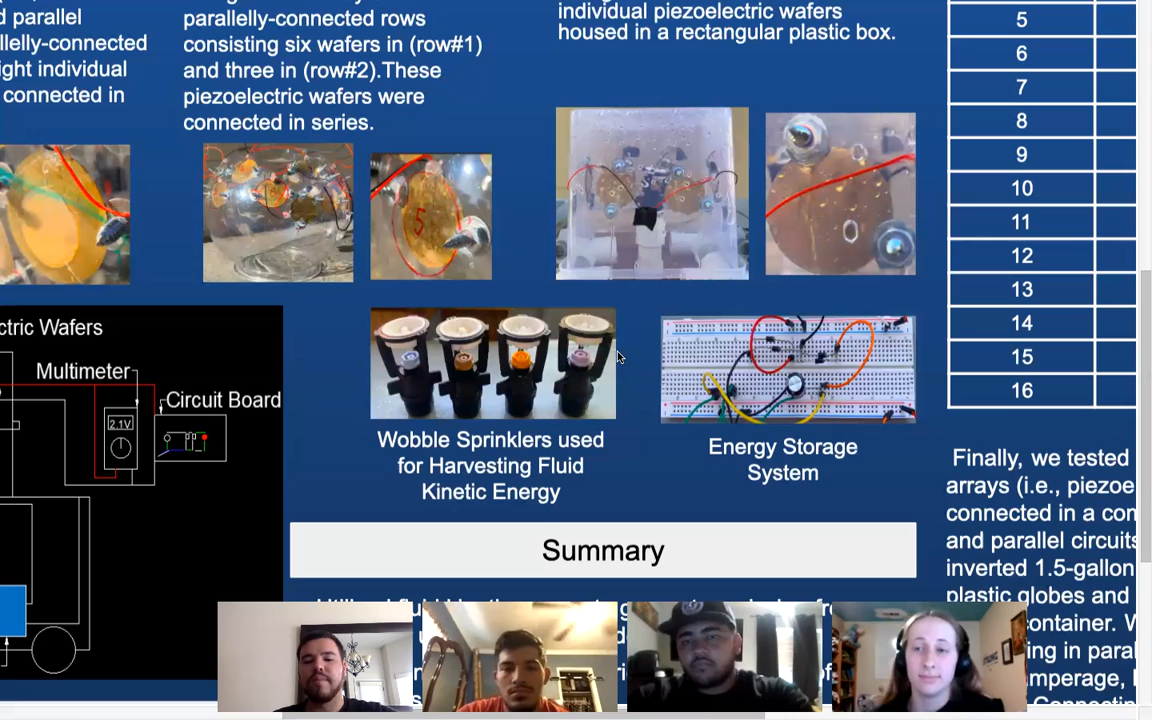 d parallel
llelly-connected
ight individual
connected in
parallelly-connected rows
consisting six wafers in (row#1)
and three in (row#2).These
piezoelectric wafers were
connected in series.
individual piezoelectric wafers
housed in a rectangular plastic box.
5
5
6
7
8
9
10
11
12
13
14
15
16
ctric Wafers
Multimeter
2.1V
Circuit Board
Wobble Sprinklers used
for Harvesting Fluid
Kinetic Energy
Energy Storage
System
Summary
Finally, we tested
arrays (i.e., piezoe
connected in a con
and parallel circuits
inverted 1.5-gallon
plastic globes and
container. W
ing in paral
mperage,